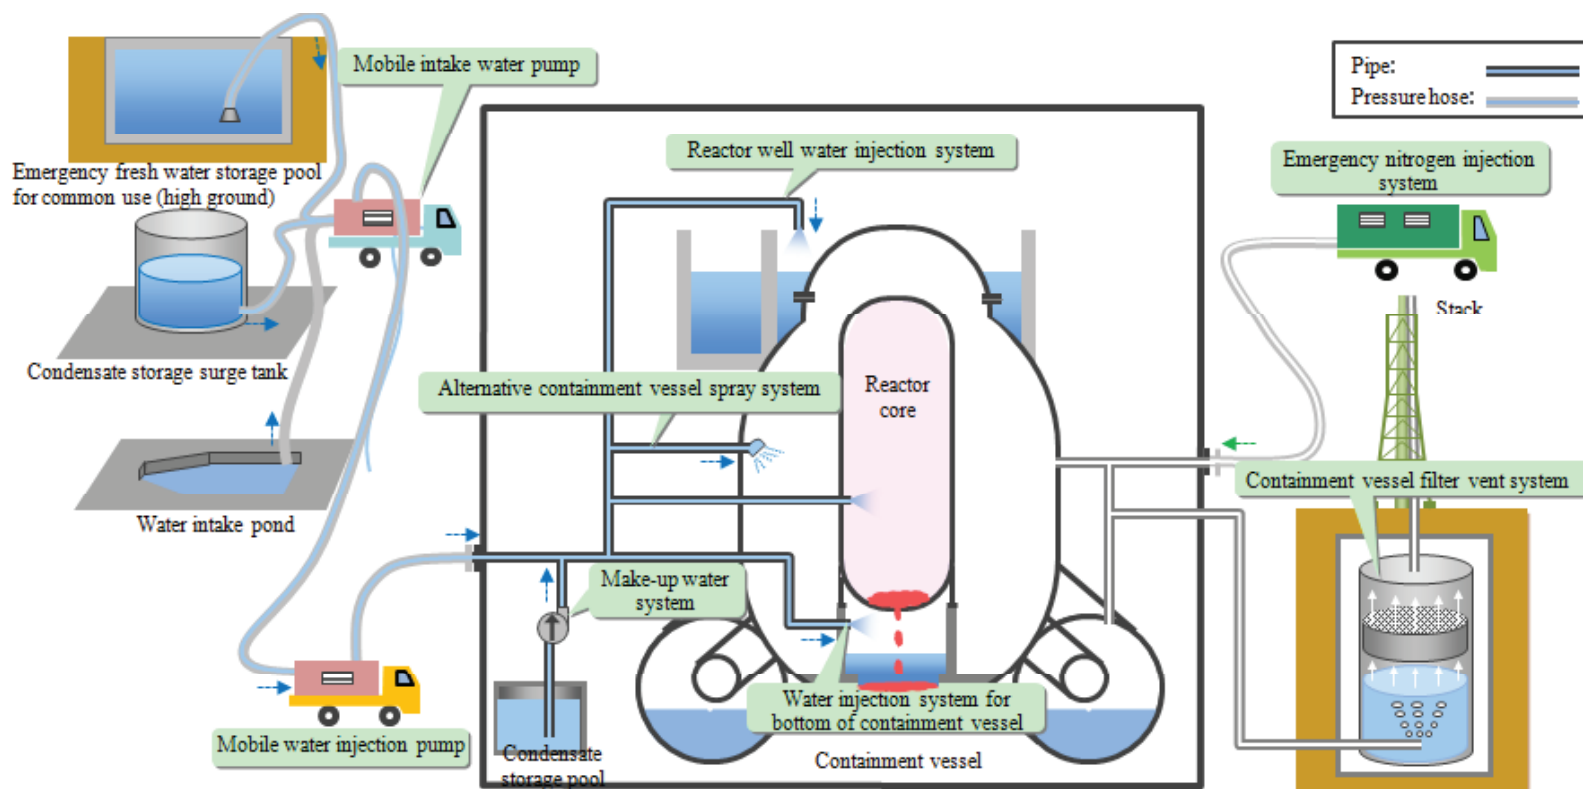 Mobile intake water pump
Pipe:
Pressure hose:
Reactor well water injection system
Emergency nitrogen injection
system
Emergency fresh water storage pool
for common use (high ground)
Stack
Condensate storage surge tank
Alternative containment vessel spray system
Reactor
core
Containment vessel filter vent system
Water intake pond
Make-up water
system
Water injection system for
bottom of containment vessel
Mobile water injection pump
Condensate
storage pool
Containment vessel